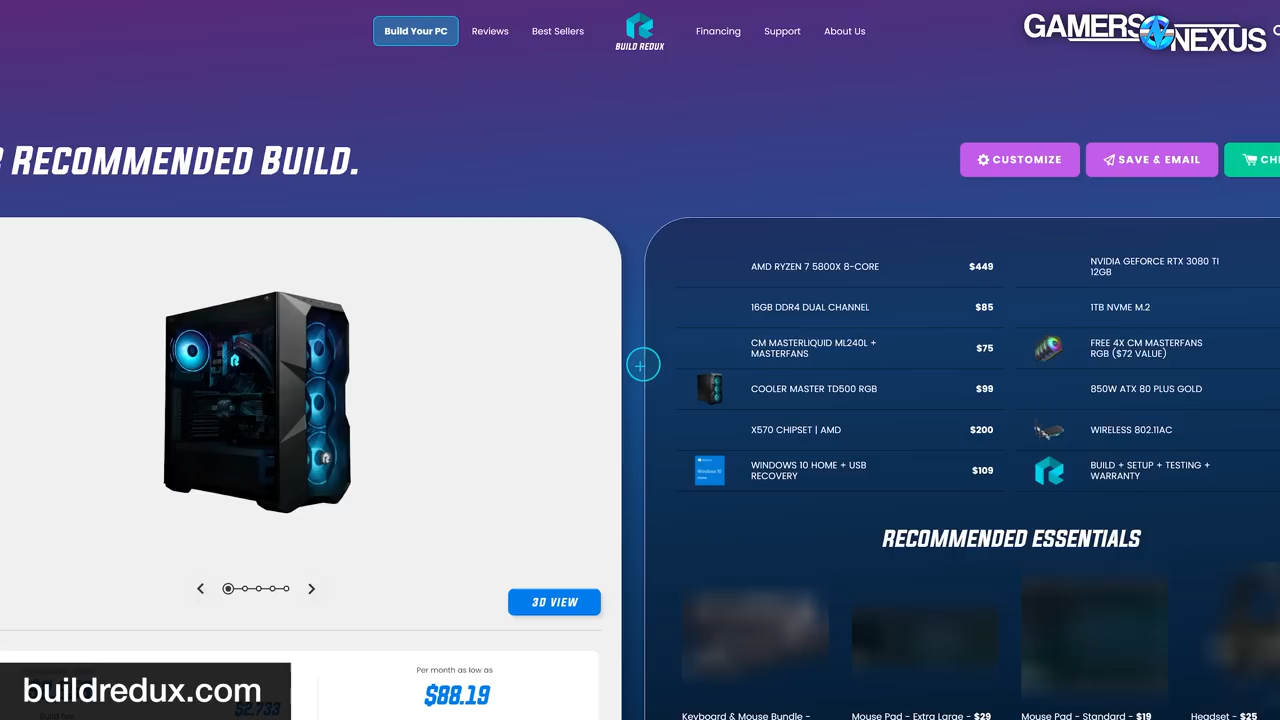 Build Your PC
Reviews
Best Sellers
BUILD REDUX
Financing
Support
About Us
GAMERS NEXUS
RECOMMENDED BUILD.
CUSTOMIZE
SAVE & EMAIL
AMD RYZEN 7 5800X 8-CORE $449
NVIDIA GEFORCE RTX 3080 TI
12GB
16GB DDR4 DUAL CHANNEL $85
1TB NVME M.2
CM MASTERLIQUID ML240L +
MASTERFANS $75
FREE 4X CM MASTERFANS
RGB ($72 VALUE)
COOLER MASTER TD500 RGB $99
850W ATX 80 PLUS GOLD
X570 CHIPSET | AMD $200
WIRELESS 802.11AC
WINDOWS 10 HOME + USB
RECOVERY $109
BUILD + SETUP + TESTING +
WARRANTY
RECOMMENDED ESSENTIALS
3D VIEW
Per month as low as
$88.19
buildredux.com
Keyboard & Mouse Bundle -
Mouse Pad - Extra Large - $29
Mouse Pad - Standard - $19
Headset - $25